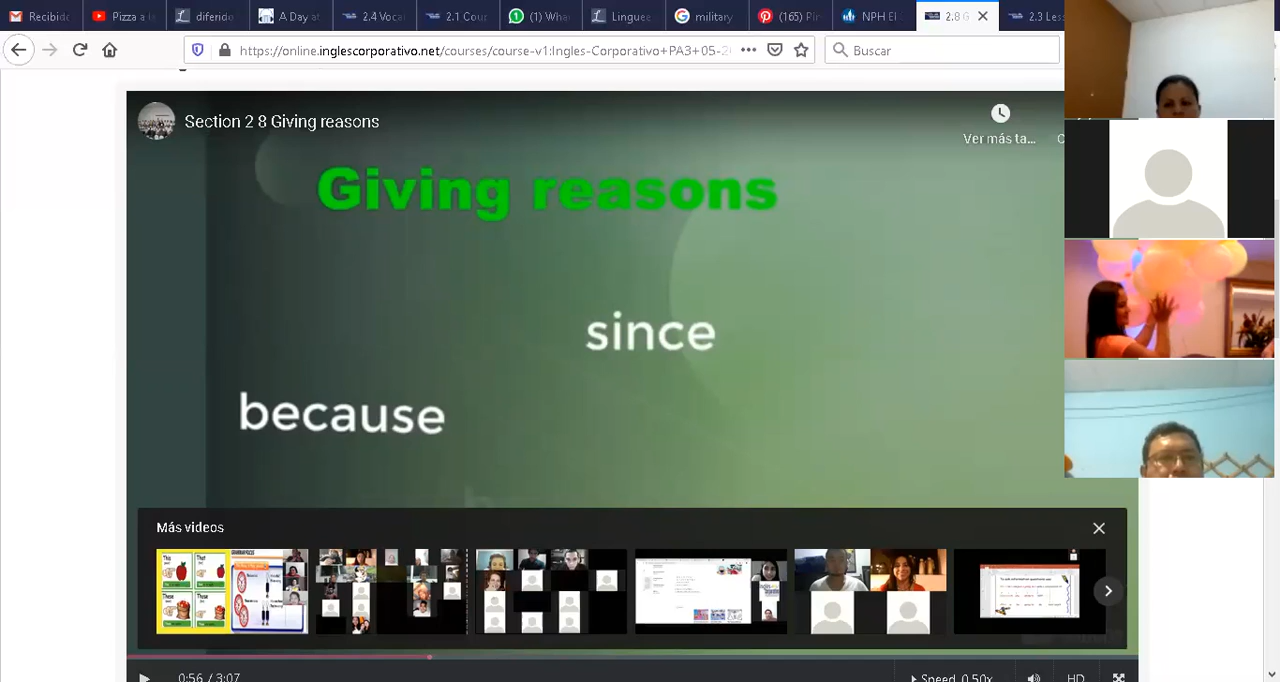 Recibido
Pizza a la
diferido
A Day at
2.4 Voca
2.1 Cour
(1) Wha
Linguee
military
(165) Pin
NPH El
2.8 G
2.3 Less
https://online.inglescorporativo.net/courses/course-v1:Ingles-Corporativo+PA3+05-2
Buscar
Section 2 8 Giving reasons
Ver más ta...
Giving reasons
since
because
Más videos
0:56 / 3:07
Speed 0.50x
HD